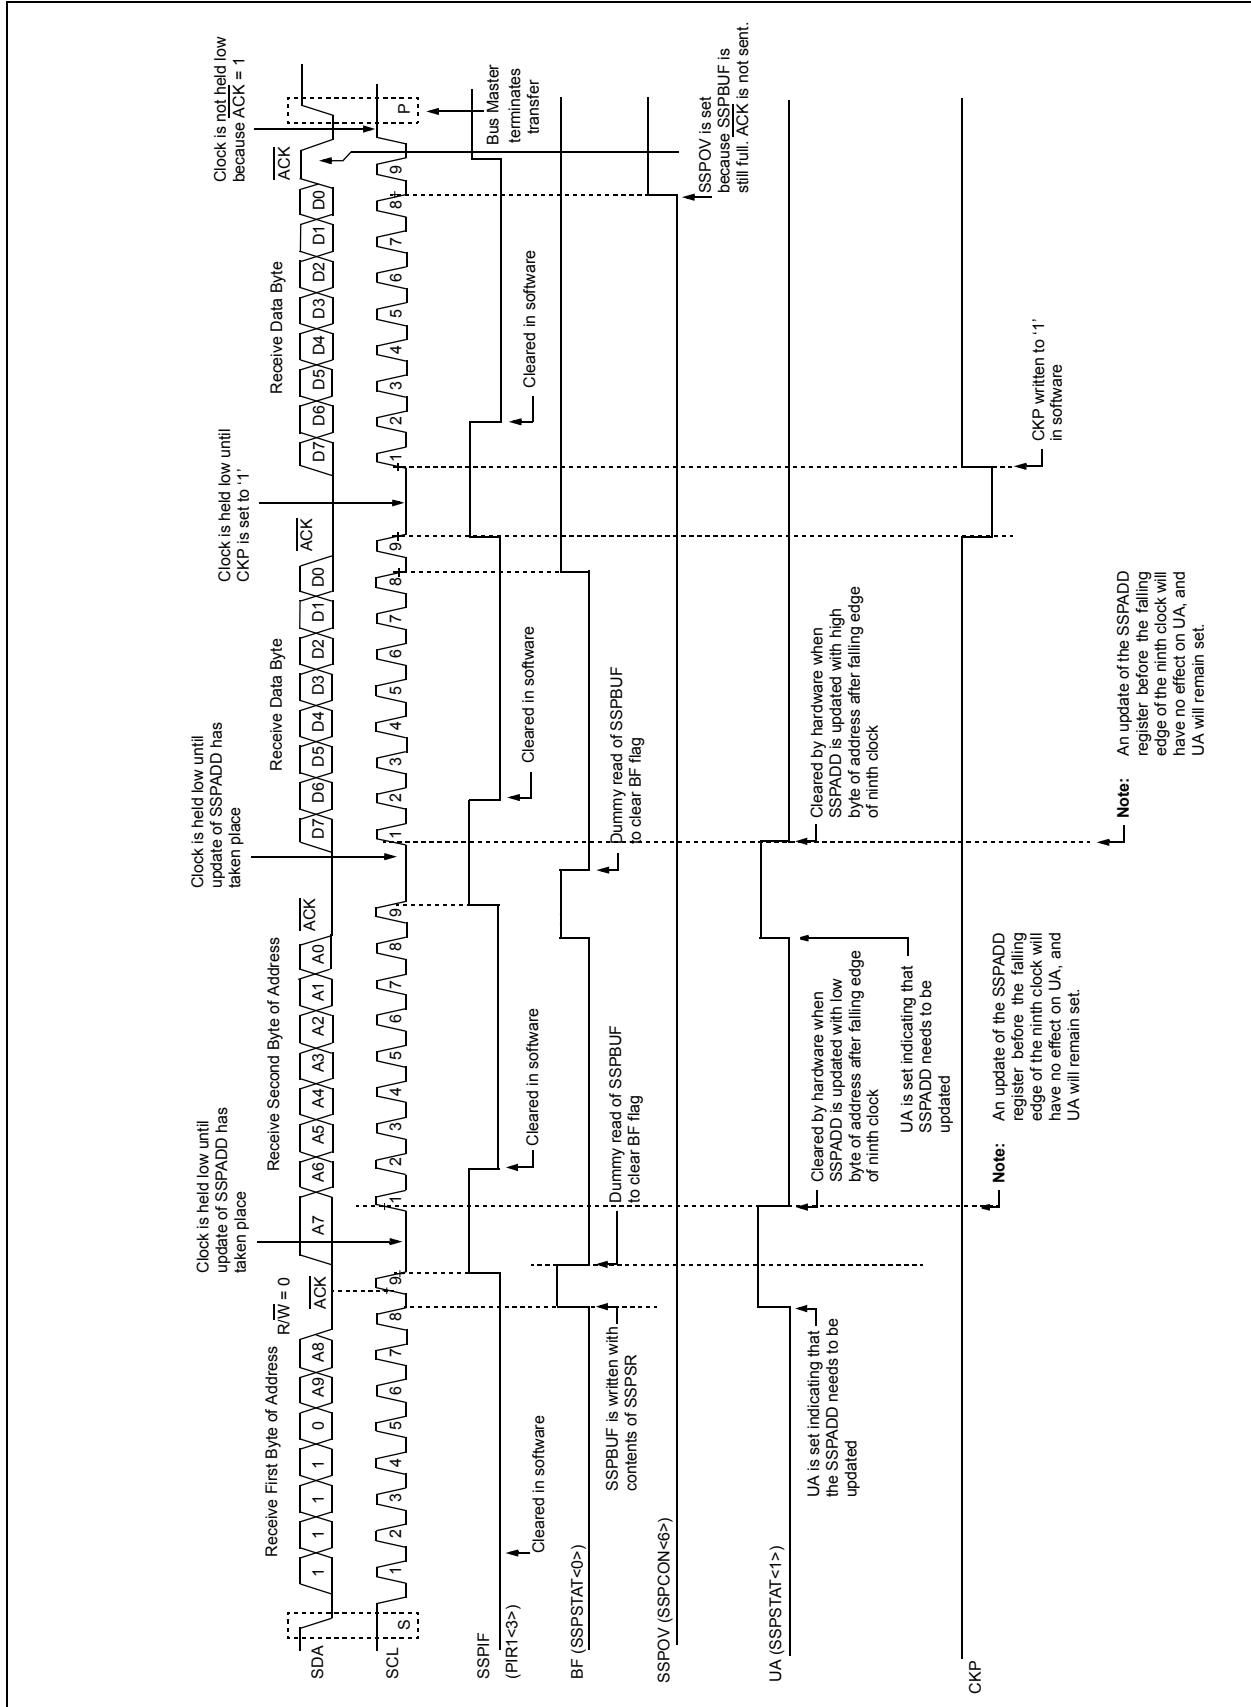 Receive First Byte of Address
R/W = 0
ACK
Receive Second Byte of Address
ACK
Receive Data Byte
ACK
Receive Data Byte
ACK
Clock is held low until
update of SSPADD has
taken place
Clock is held low until
update of SSPADD has
taken place
Clock is held low until
CKP is set to ‘1’
Clock is not held low
because ACK = 1
SDA
1 1 1 1 0 A9 A8
A7 A6 A5 A4 A3 A2 A1 A0
D7 D6 D5 D4 D3 D2 D1 D0
D7 D6 D5 D4 D3 D2 D1 D0
SCL
S
1 2 3 4 5 6 7 8 9
1 2 3 4 5 6 7 8 9
1 2 3 4 5 6 7 8 9
1 2 3 4 5 6 7 8 9
P
Bus Master
terminates
transfer
SSPIF
(PIR1<3>)
Cleared in software
Cleared in software
Cleared in software
Cleared in software
BF (SSPSTAT<0>)
SSPBUF is written with
contents of SSPSR
Dummy read of SSPBUF
to clear BF flag
Dummy read of SSPBUF
to clear BF flag
SSPOV (SSPCON<6>)
SSPOV is set
because SSPBUF is
still full. ACK is not sent.
UA (SSPSTAT<1>)
UA is set indicating that
the SSPADD needs to be
updated
Cleared by hardware when
SSPADD is updated with low
byte of address after falling edge
of ninth clock
UA is set indicating that
SSPADD needs to be
updated
Cleared by hardware when
SSPADD is updated with high
byte of address after falling edge
of ninth clock
CKP
CKP written to ‘1’
in software
Note: An update of the SSPADD
register before the falling
edge of the ninth clock will
have no effect on UA, and
UA will remain set.
Note: An update of the SSPADD
register before the falling
edge of the ninth clock will
have no effect on UA, and
UA will remain set.